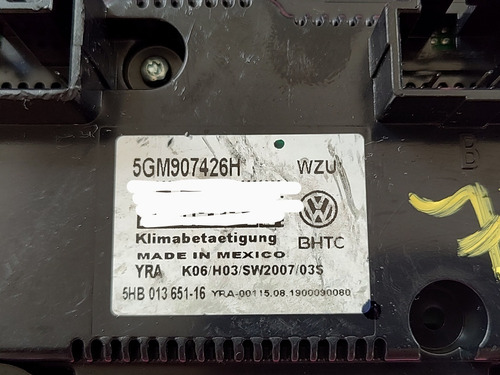 5GM907426H WZU
Klimabetaetigung
BHTC
MADE IN MEXICO
YRA K06/H03/SW2007/03S
5HB 013 651-16 YRA-00115.08.1900090080